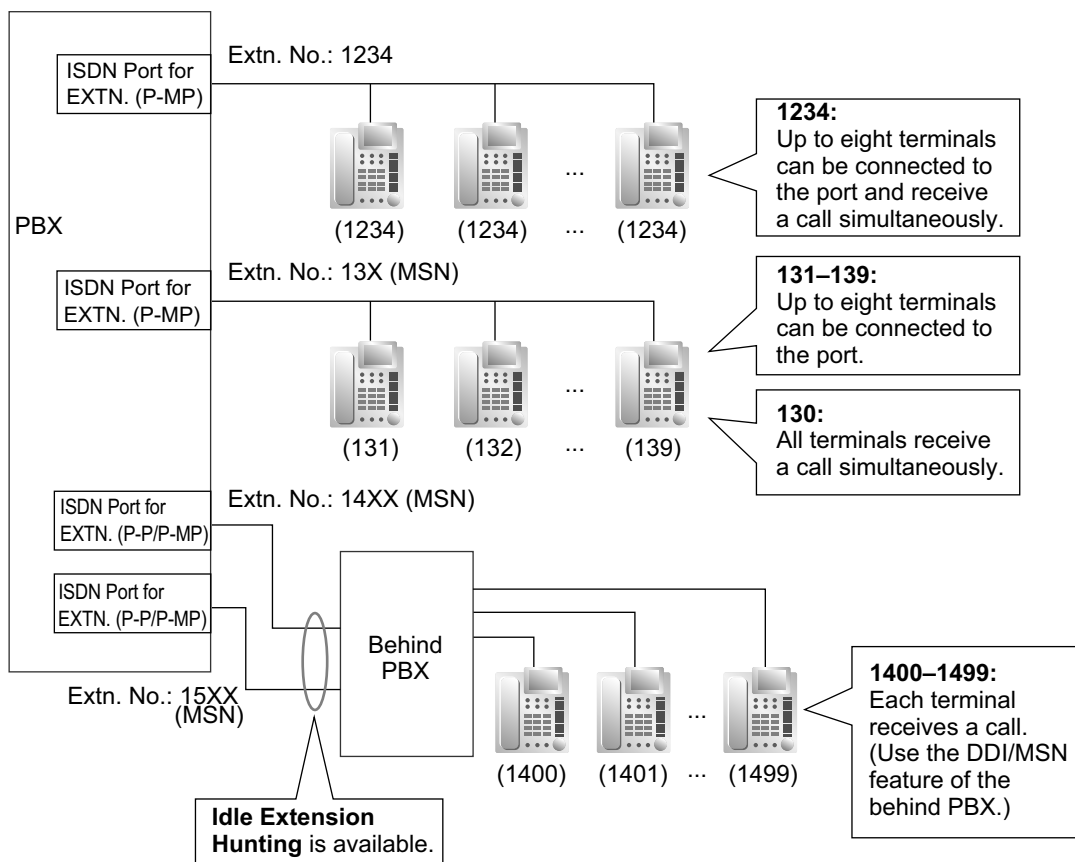 Extn. No.: 1234
ISDN Port for
EXTN. (P-MP)
1234:
Up to eight terminals
can be connected to
the port and receive
a call simultaneously.
...
PBX
(1234) (1234) ... (1234)
Extn. No.: 13X (MSN)
ISDN Port for
EXTN. (P-MP)
131–139:
Up to eight terminals
can be connected to
the port.
...
130:
All terminals receive
a call simultaneously.
(131) (132) ... (139)
Extn. No.: 14XX (MSN)
ISDN Port for
EXTN. (P-P/P-MP)
ISDN Port for
EXTN. (P-P/P-MP)
Behind
PBX
Extn. No.: 15XX
(MSN)
1400–1499:
Each terminal
receives a call.
(Use the DDI/MSN
feature of the
behind PBX.)
...
(1400) (1401) ... (1499)
Idle Extension
Hunting is available.